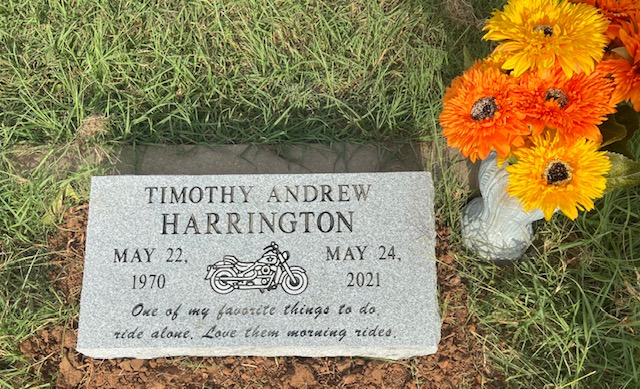 TIMOTHY ANDREW
HARRINGTON
MAY 22,
1970
MAY 24,
2021
One of my favorite things to do,
ride alone. Love them morning rides.